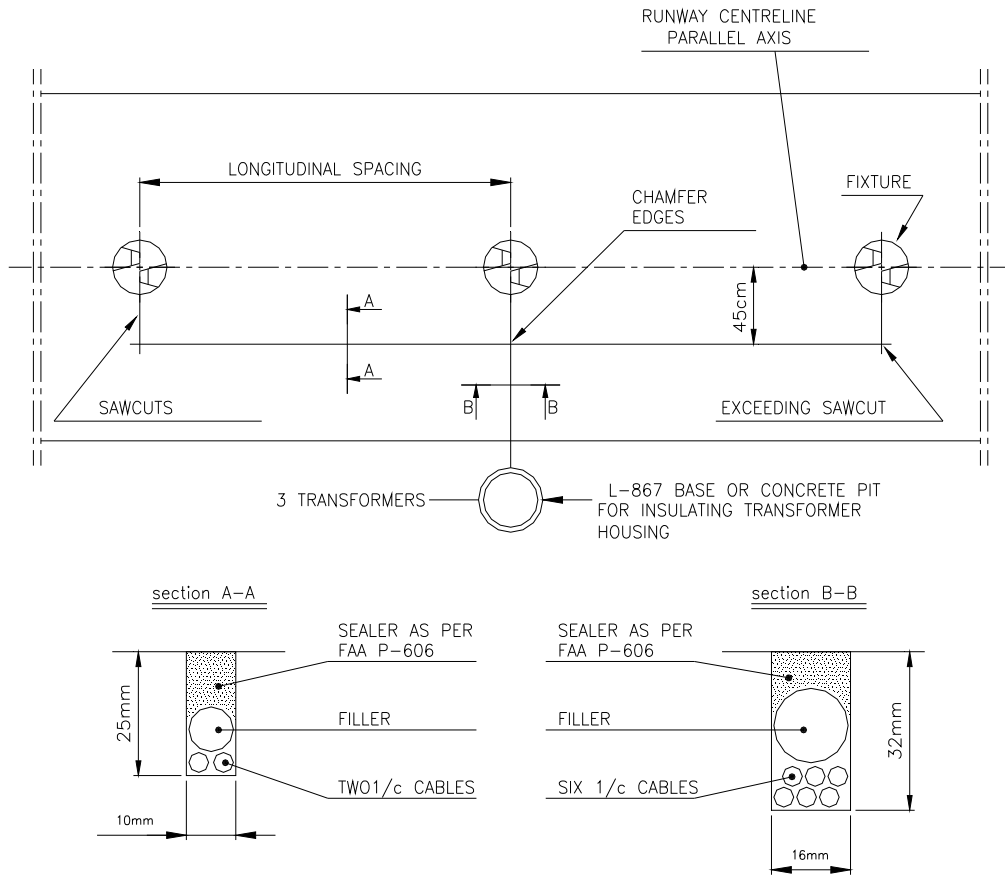 RUNWAY CENTRELINE
PARALLEL AXIS
LONGITUDINAL SPACING
CHAMFER
EDGES
FIXTURE
45cm
A
A
B
B
SAWCUTS
EXCEEDING SAWCUT
3 TRANSFORMERS
L-867 BASE OR CONCRETE PIT
FOR INSULATING TRANSFORMER
HOUSING
section A-A
SEALER AS PER
FAA P-606
FILLER
TWO1/c CABLES
25mm
10mm
section B-B
SEALER AS PER
FAA P-606
FILLER
SIX 1/c CABLES
32mm
16mm